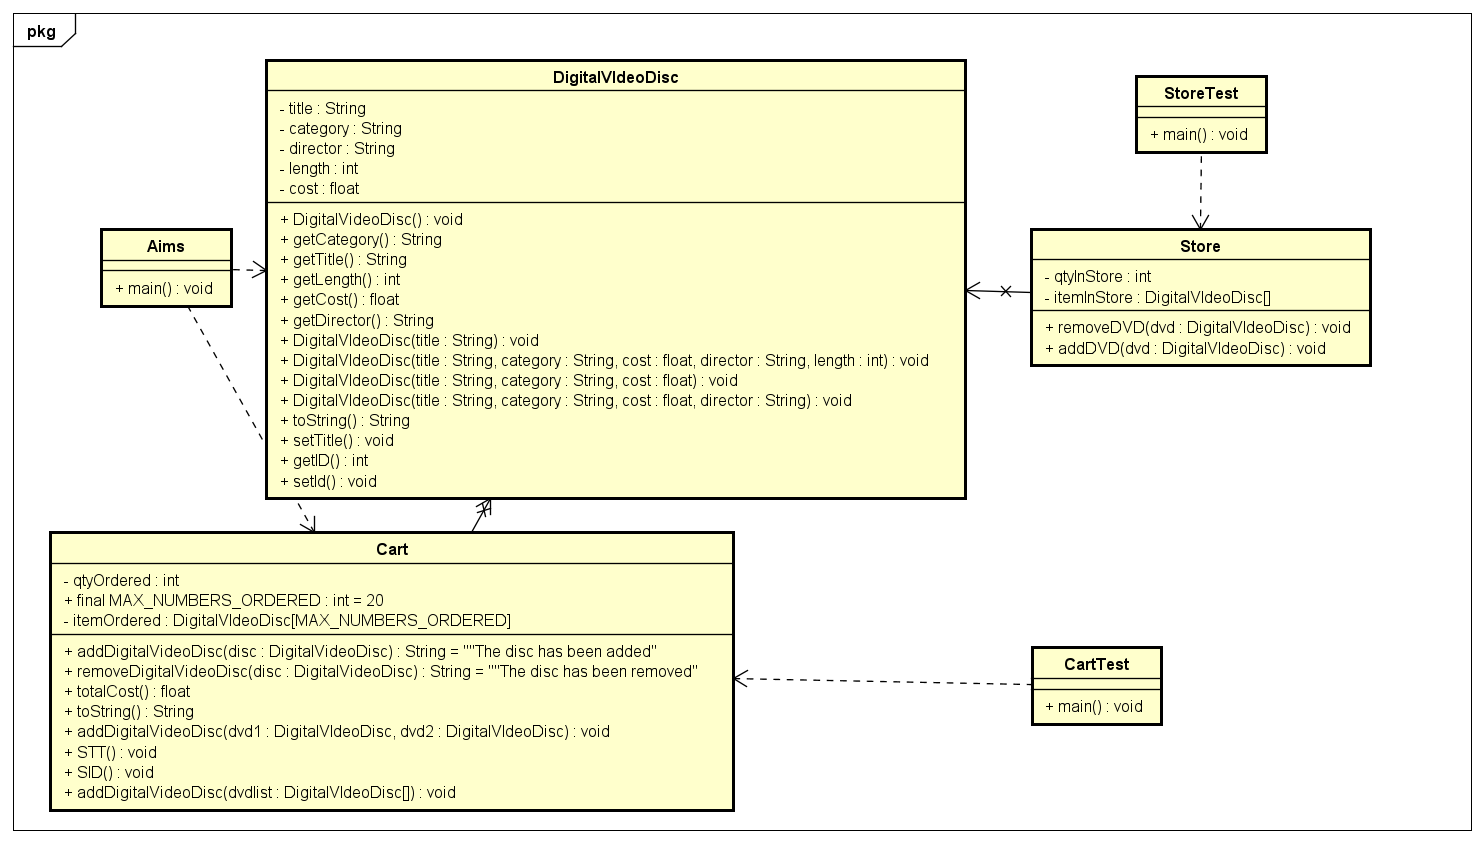 pkg
DigitalVIdeoDisc
- title : String
- category : String
- director : String
- length : int
- cost : float
+ DigitalVideoDisc() : void
+ getCategory() : String
+ getTitle() : String
+ getLength() : int
+ getCost() : float
+ getDirector() : String
+ DigitalVIdeoDisc(title : String) : void
+ DigitalVIdeoDisc(title : String, category : String, cost : float, director : String, length : int) : void
+ DigitalVIdeoDisc(title : String, category : String, cost : float) : void
+ DigitalVIdeoDisc(title : String, category : String, cost : float, director : String) : void
+ toString() : String
+ setTitle() : void
+ getID() : int
+ setId() : void
StoreTest
+ main() : void
Aims
+ main() : void
Store
- qtyInStore : int
- itemInStore : DigitalVIdeoDisc[]
+ removeDVD(dvd : DigitalVIdeoDisc) : void
+ addDVD(dvd : DigitalVIdeoDisc) : void
Cart
- qtyOrdered : int
+ final MAX_NUMBERS_ORDERED : int = 20
- itemOrdered : DigitalVIdeoDisc[MAX_NUMBERS_ORDERED]
+ addDigitalVideoDisc(disc : DigitalVIdeoDisc) : String = ""The disc has been added"
+ removeDigitalVideoDisc(disc : DigitalVIdeoDisc) : String = ""The disc has been removed"
+ totalCost() : float
+ toString() : String
+ addDigitalVideoDisc(dvd1 : DigitalVIdeoDisc, dvd2 : DigitalVIdeoDisc) : void
+ STT() : void
+ SID() : void
+ addDigitalVideoDisc(dvdlist : DigitalVIdeoDisc[]) : void
CartTest
+ main() : void